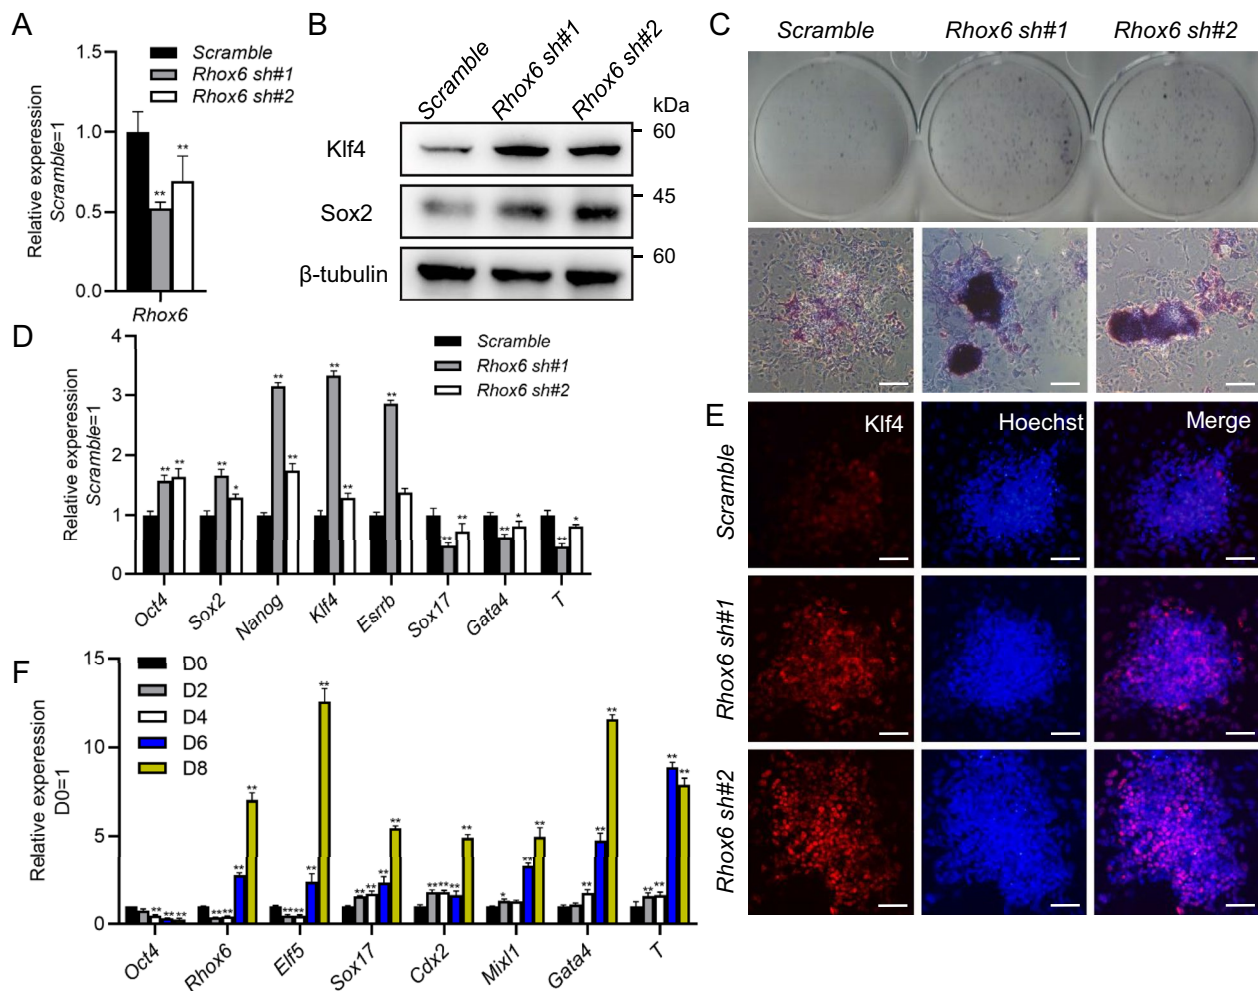 A
1.5
1.0
0.5
0.0
Relative experession
Scramble=1
Scramble
Rhox6 sh#1
Rhox6 sh#2
**
**
Rhox6
B
Scramble
Rhox6 sh#1
Rhox6 sh#2
kDa
Klf4
60
Sox2
45
β-tubulin
60
C
Scramble
Rhox6 sh#1
Rhox6 sh#2
D
4
3
2
1
0
Relative experession
Scramble=1
Scramble
Rhox6 sh#1
Rhox6 sh#2
** **
** *
** **
** **
**
** **
** *
** *
Oct4
Sox2
Nanog
Klf4
Esrrb
Sox17
Gata4
T
E
Klf4
Hoechst
Merge
Scramble
Rhox6 sh#1
Rhox6 sh#2
F
15
10
5
0
Relative experession
D0=1
D0
D2
D4
D6
D8
** ** **
** ** ** **
** ** ** **
** ** ** **
** ** ** **
* ** **
** ** **
** ** ** **
Oct4
Rhox6
Elf5
Sox17
Cdx2
Mixl1
Gata4
T